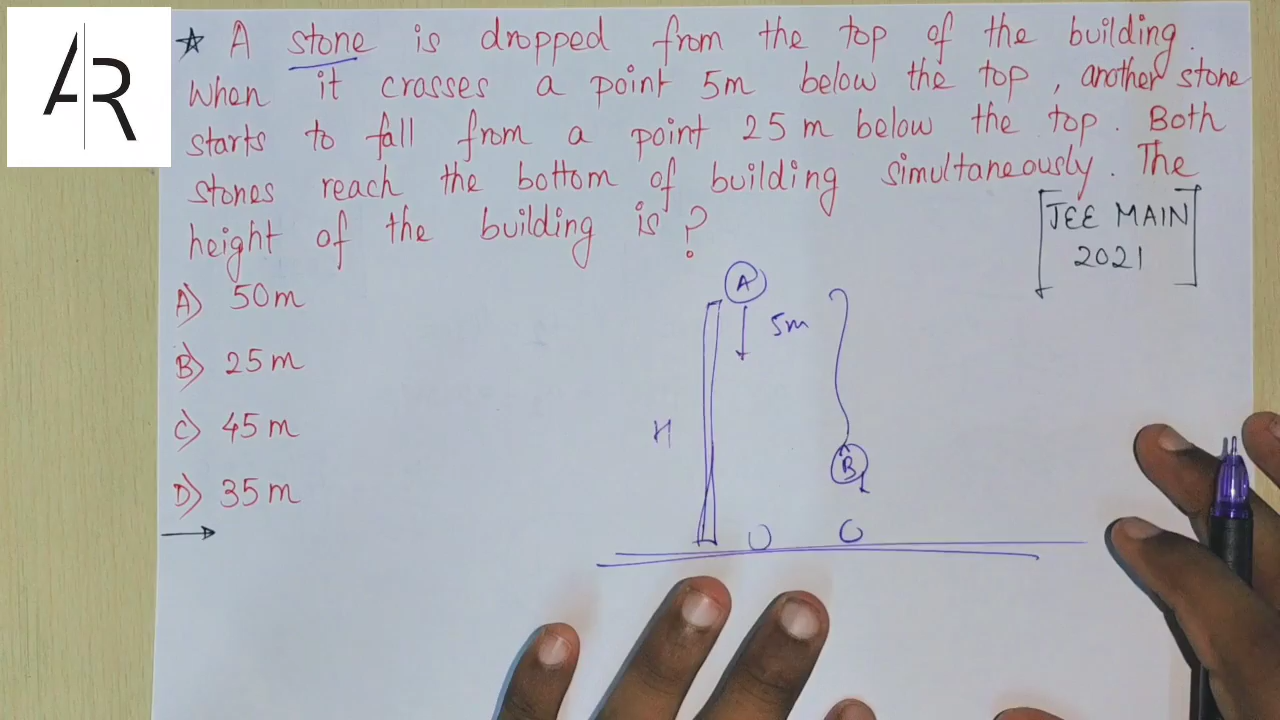 AR
☆ A stone is dropped from the top of the building.
When it crasses a point 5m below the top, another stone
starts to fall from a point 25 m below the top. Both
stones reach the bottom of building simultaneously. The
height of the building is ?
[JEE MAIN
2021]
A) 50m
B) 25m
C) 45m
D) 35m
→
A
5m
H
B